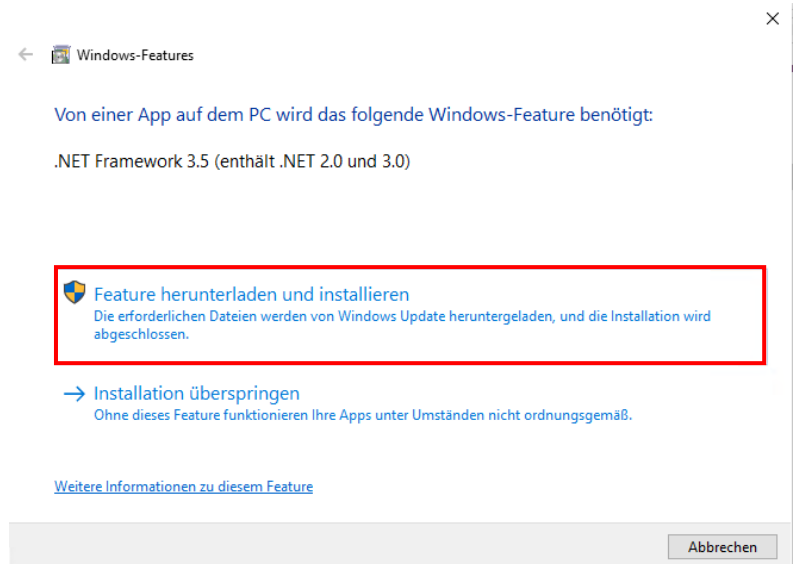 Windows-Features
Von einer App auf dem PC wird das folgende Windows-Feature benötigt:
.NET Framework 3.5 (enthält .NET 2.0 und 3.0)
Feature herunterladen und installieren
Die erforderlichen Dateien werden von Windows Update heruntergeladen, und die Installation wird
abgeschlossen.
Installation überspringen
Ohne dieses Feature funktionieren Ihre Apps unter Umständen nicht ordnungsgemäß.
Weitere Informationen zu diesem Feature
Abbrechen